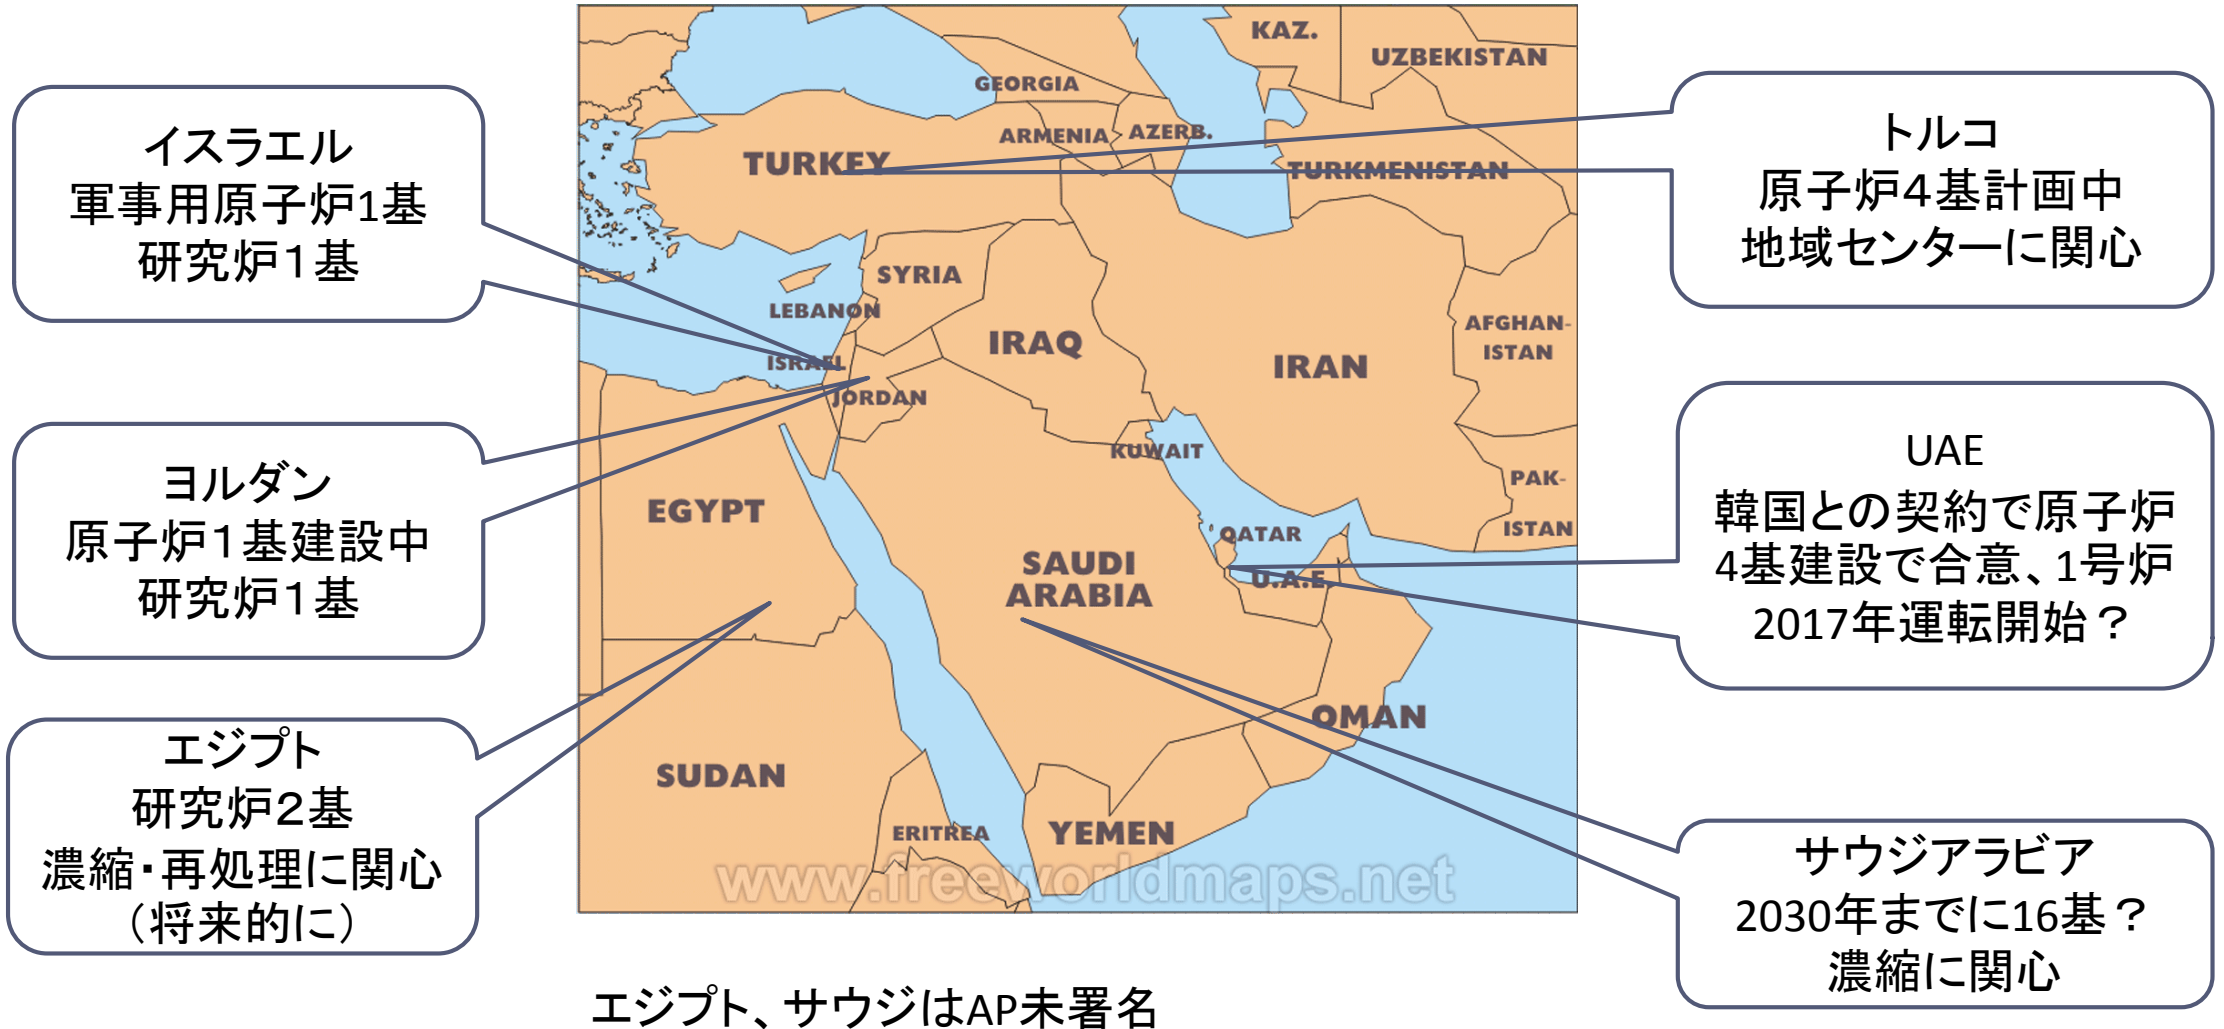 イスラエル
軍事用原子炉1基
研究炉１基
ヨルダン
原子炉１基建設中
研究炉１基
エジプト
研究炉２基
濃縮・再処理に関心
（将来的に）
KAZ.
UZBEKISTAN
GEORGIA
ARMENIA
AZERB.
TURKEY
TURKMENISTAN
SYRIA
LEBANON
IRAQ
IRAN
AFGHAN-
ISTAN
ISRAEL
JORDAN
KUWAIT
PAK-
ISTAN
EGYPT
QATAR
SAUDI
ARABIA
U.A.E.
OMAN
SUDAN
ERITREA
YEMEN
www.freeworldmaps.net
トルコ
原子炉４基計画中
地域センターに関心
UAE
韓国との契約で原子炉
4基建設で合意、1号炉
2017年運転開始？
サウジアラビア
2030年までに16基？
濃縮に関心
エジプト、サウジはAP未署名